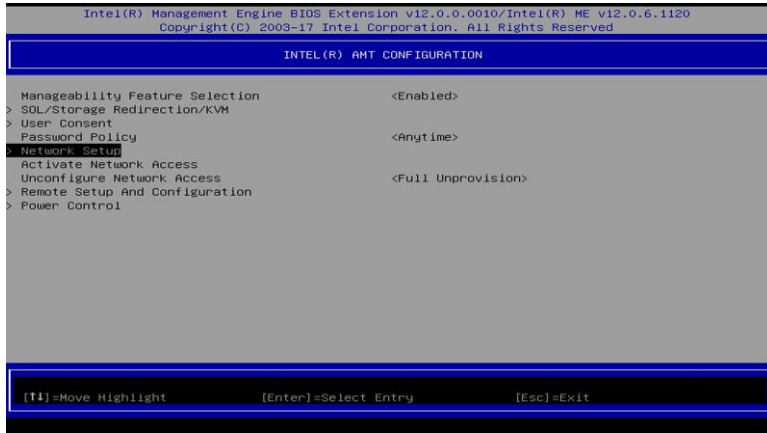 Intel(R) Management Engine BIOS Extension v12.0.0.0010/Intel(R) ME v12.0.6.1120
Copyright(C) 2003-17 Intel Corporation. All Rights Reserved
INTEL(R) AMT CONFIGURATION
Manageability Feature Selection <Enabled>
> SOL/Storage Redirection/KVM
> User Consent
Password Policy <Anytime>
> Network Setup
Activate Network Access
Unconfigure Network Access <Full Unprovision>
> Remote Setup And Configuration
> Power Control
[↑↓]=Move Highlight [Enter]=Select Entry [Esc]=Exit